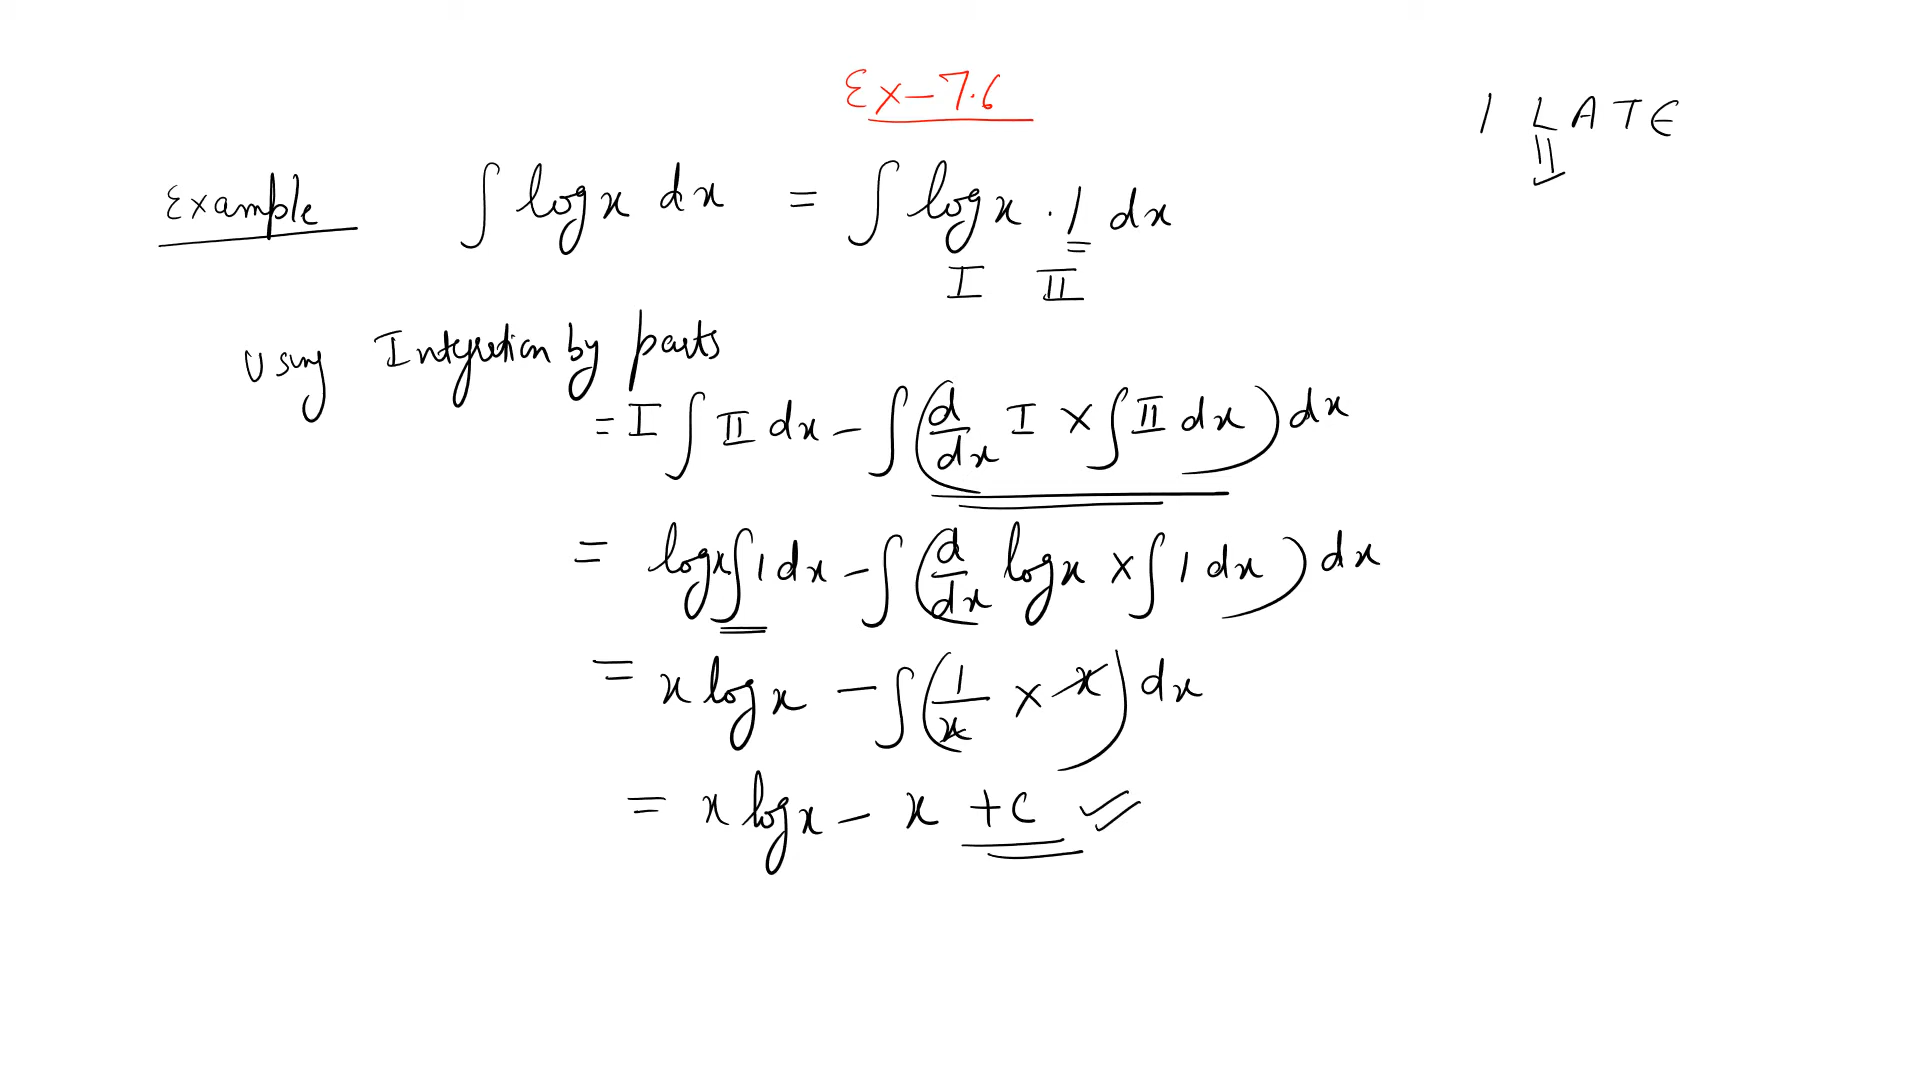 Ex-7.6
I LATE
II
Example ∫ log x dx = ∫ log x . 1 dx
I II
Using Integration by parts
= I ∫ II dx - ∫ (d/dx I × ∫ II dx) dx
= log x ∫ 1 dx - ∫ (d/dx log x × ∫ 1 dx) dx
= x log x - ∫ (1/x × x) dx
= x log x - x + c